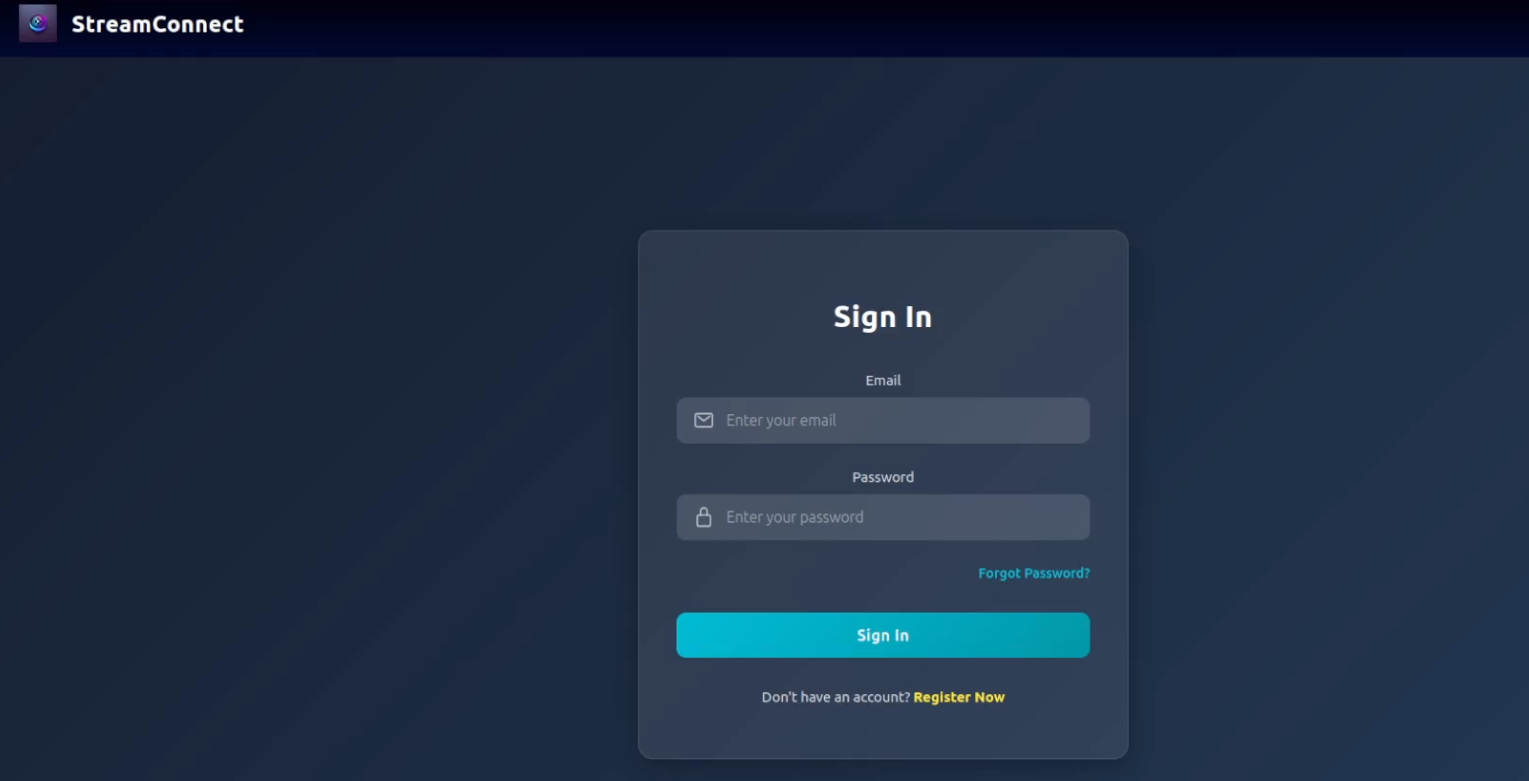 StreamConnect
Sign In
Email
Enter your email
Password
Enter your password
Forgot Password?
Sign In
Don't have an account? Register Now